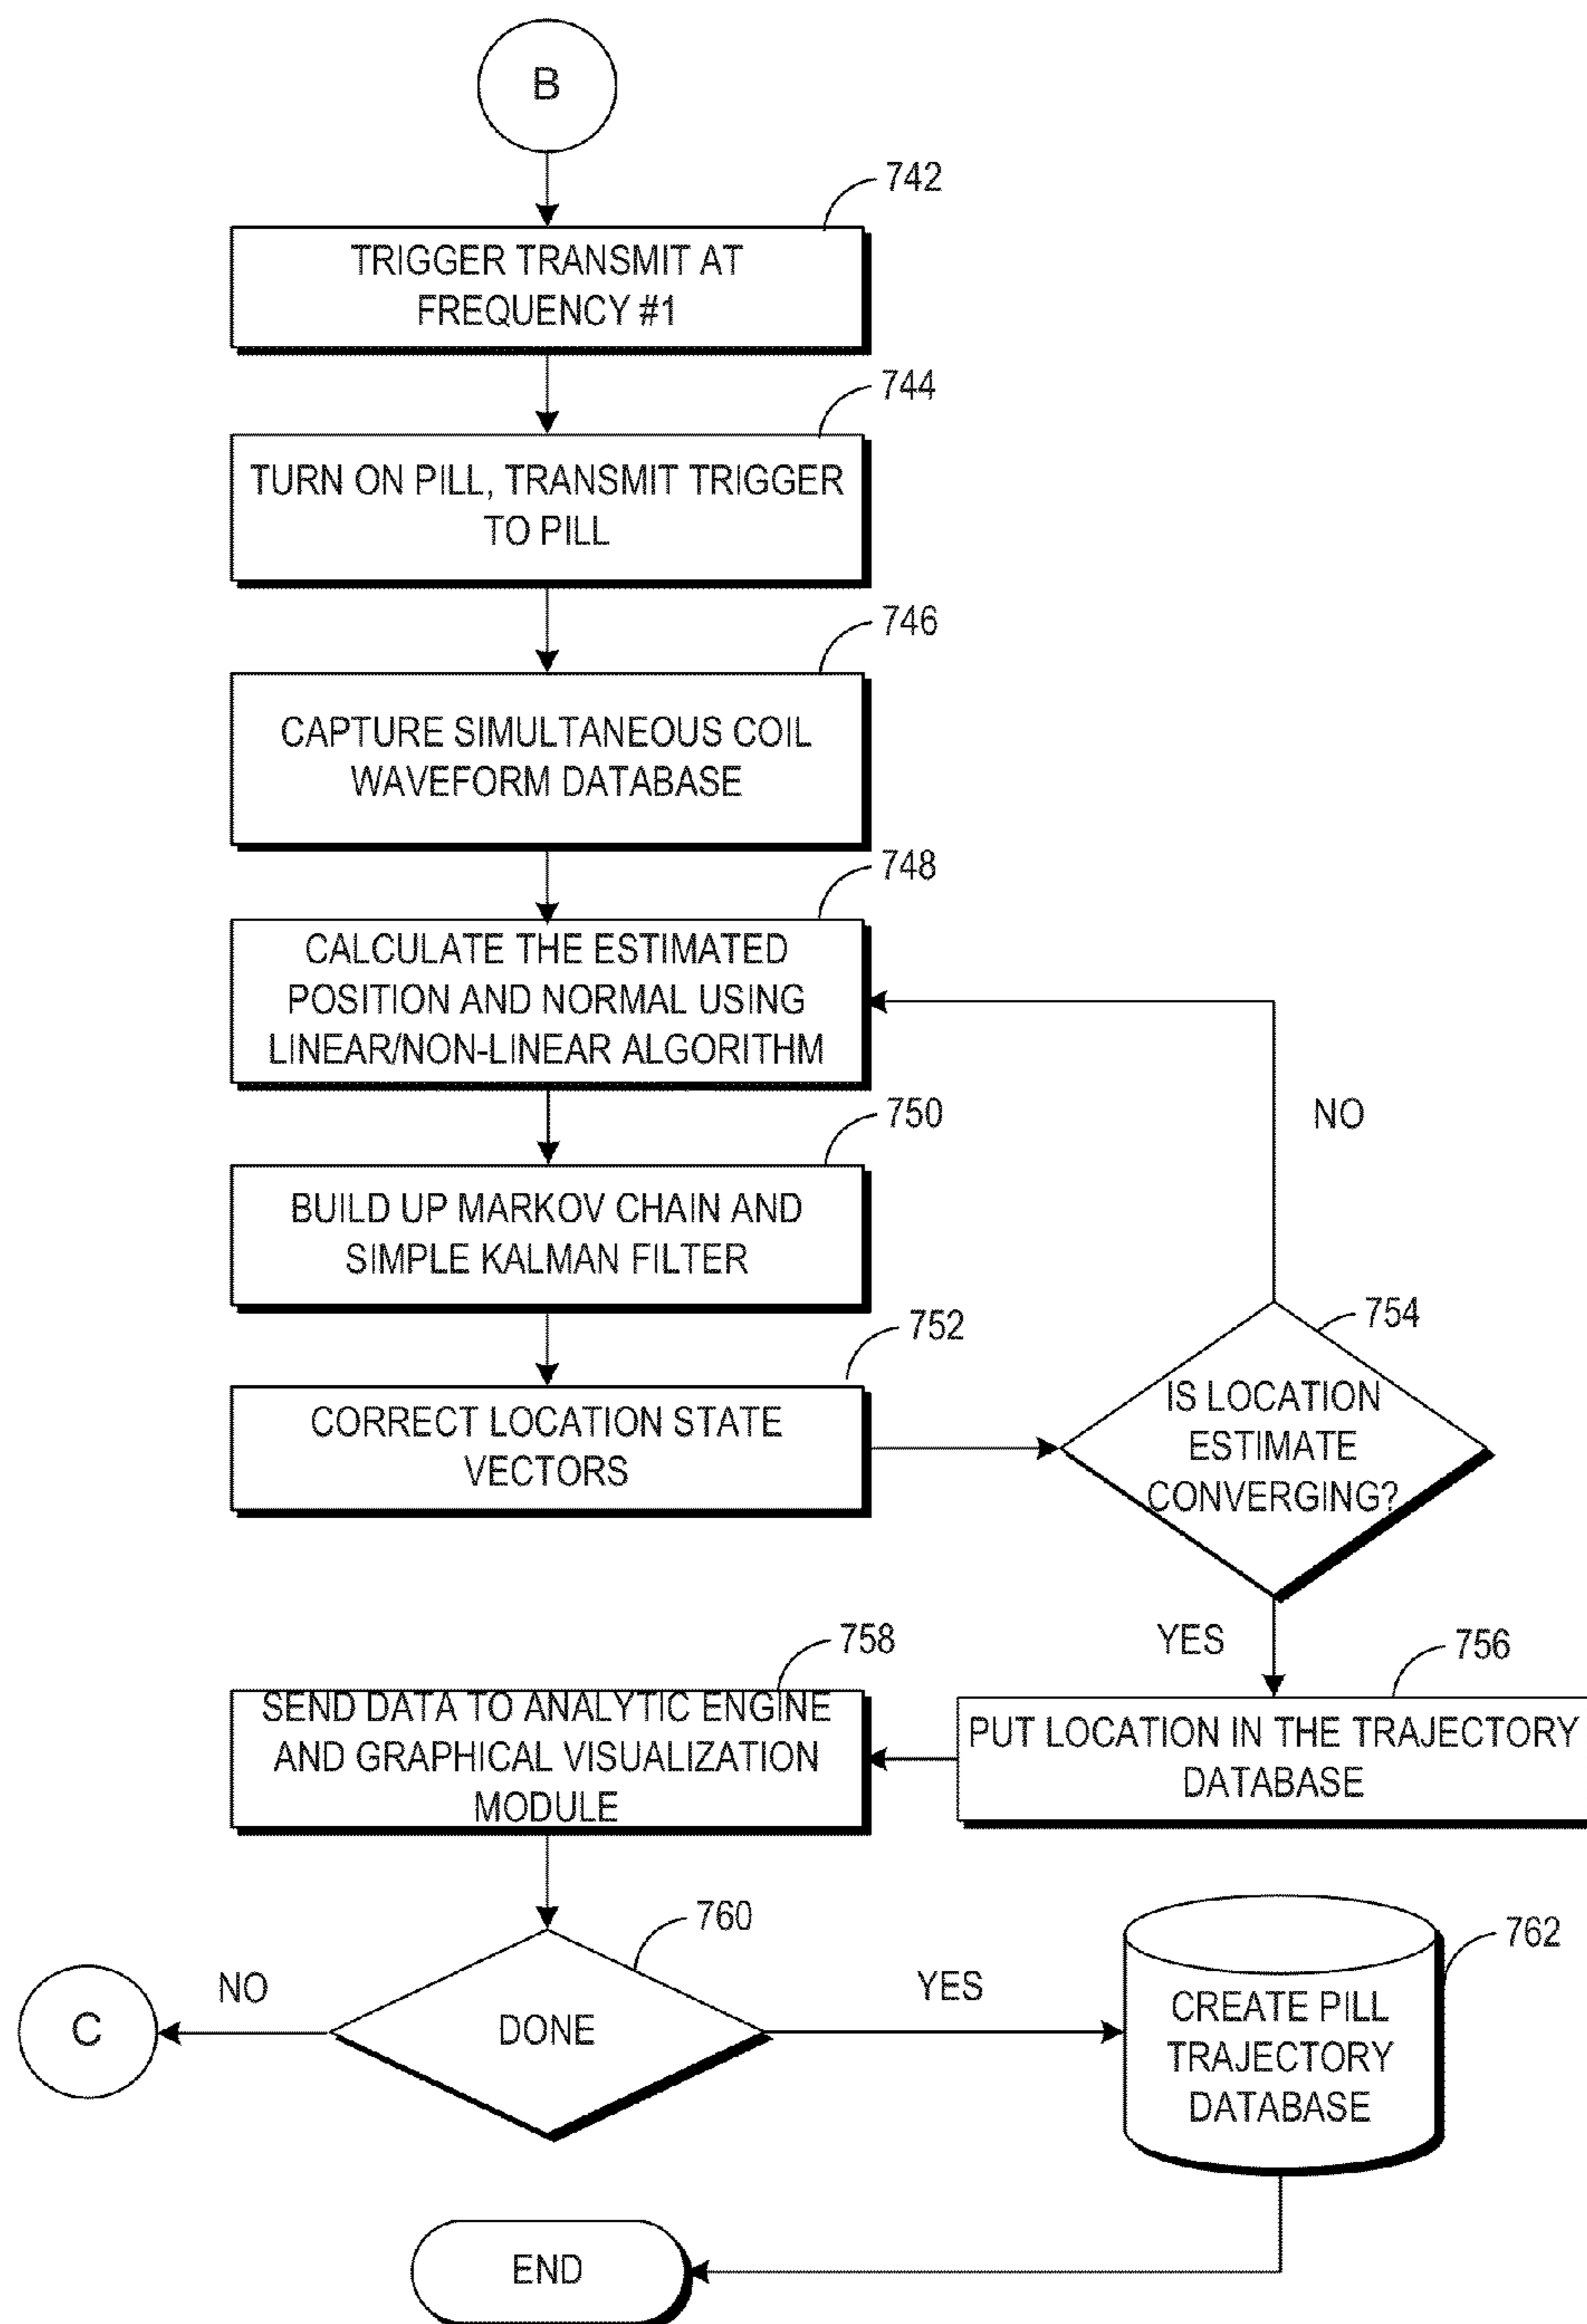 B
742
TRIGGER TRANSMIT AT
FREQUENCY #1
744
TURN ON PILL, TRANSMIT TRIGGER
TO PILL
746
CAPTURE SIMULTANEOUS COIL
WAVEFORM DATABASE
748
CALCULATE THE ESTIMATED
POSITION AND NORMAL USING
LINEAR/NON-LINEAR ALGORITHM
NO
750
BUILD UP MARKOV CHAIN AND
SIMPLE KALMAN FILTER
752
CORRECT LOCATION STATE
VECTORS
754
IS LOCATION
ESTIMATE
CONVERGING?
YES
756
PUT LOCATION IN THE TRAJECTORY
DATABASE
758
SEND DATA TO ANALYTIC ENGINE
AND GRAPHICAL VISUALIZATION
MODULE
760
DONE
NO
C
YES
762
CREATE PILL
TRAJECTORY
DATABASE
END